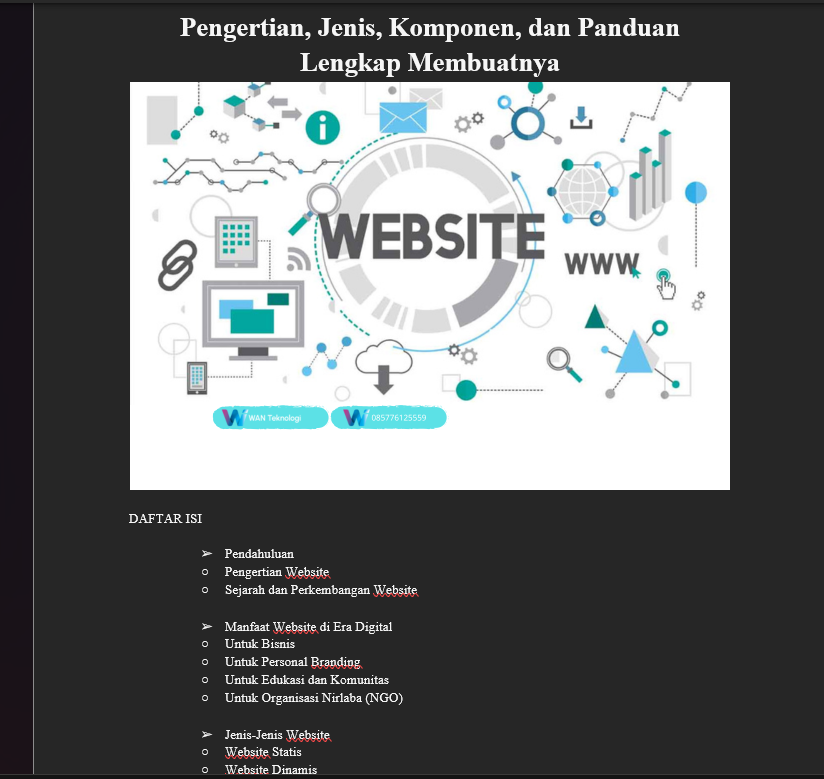 Pengertian, Jenis, Komponen, dan Panduan
Lengkap Membuatnya
WEBSITE
WWW
WAN Teknologi
085776125559
DAFTAR ISI
➢ Pendahuluan
○ Pengertian Website
○ Sejarah dan Perkembangan Website
➢ Manfaat Website di Era Digital
○ Untuk Bisnis
○ Untuk Personal Branding
○ Untuk Edukasi dan Komunitas
○ Untuk Organisasi Nirlaba (NGO)
➢ Jenis-Jenis Website
○ Website Statis
○ Website Dinamis